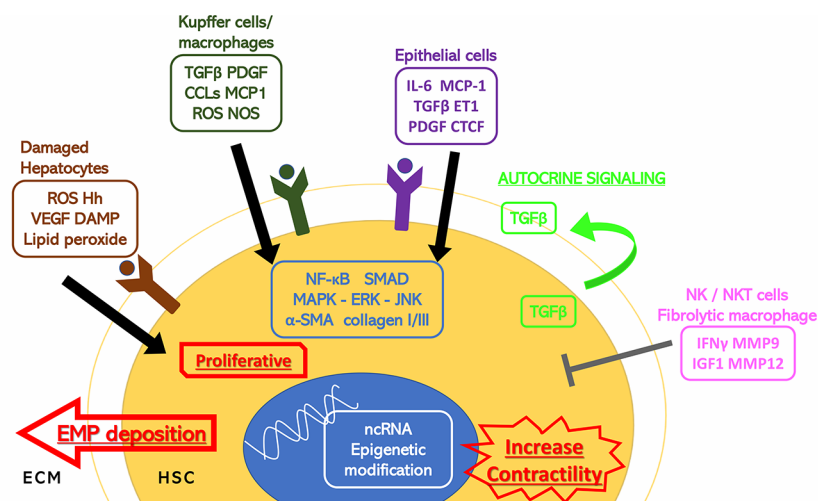 Kupffer cells/
macrophages
TGFβ PDGF
CCLs MCP1
ROS NOS
Epithelial cells
IL-6 MCP-1
TGFβ ET1
PDGF CTCF
Damaged
Hepatocytes
ROS Hh
VEGF DAMP
Lipid peroxide
AUTOCRINE SIGNALING
TGFβ
TGFβ
NF-κB SMAD
MAPK - ERK - JNK
α-SMA collagen I/III
NK / NKT cells
Fibrolytic macrophage
IFNγ MMP9
IGF1 MMP12
Proliferative
EMP deposition
ncRNA
Epigenetic
modification
Increase
Contractility
ECM
HSC